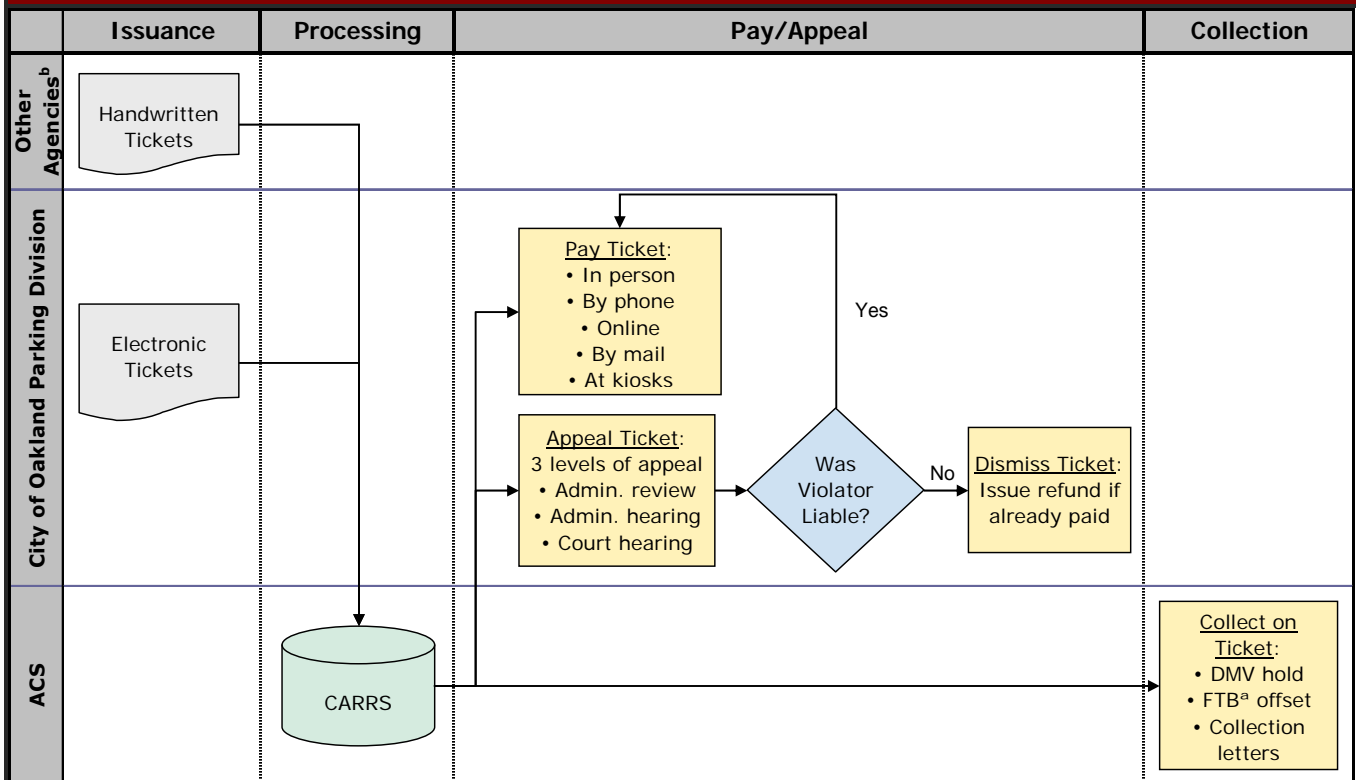 Issuance
Processing
Pay/Appeal
Collection
Other
Agenciesᵇ
Handwritten
Tickets
City of Oakland Parking Division
Electronic
Tickets
Pay Ticket:
• In person
• By phone
• Online
• By mail
• At kiosks
Yes
Appeal Ticket:
3 levels of appeal
• Admin. review
• Admin. hearing
• Court hearing
Was
Violator
Liable?
No
Dismiss Ticket:
Issue refund if
already paid
ACS
CARRS
Collect on
Ticket:
• DMV hold
• FTBª offset
• Collection
letters